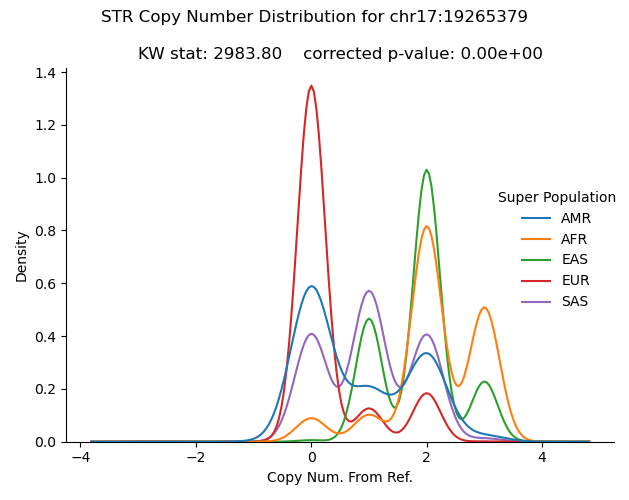 STR Copy Number Distribution for chr17:19265379
KW stat: 2983.80    corrected p-value: 0.00e+00
1.4
1.2
1.0
0.8
0.6
0.4
0.2
0.0
Density
−4
−2
0
2
4
Copy Num. From Ref.
Super Population
AMR
AFR
EAS
EUR
SAS